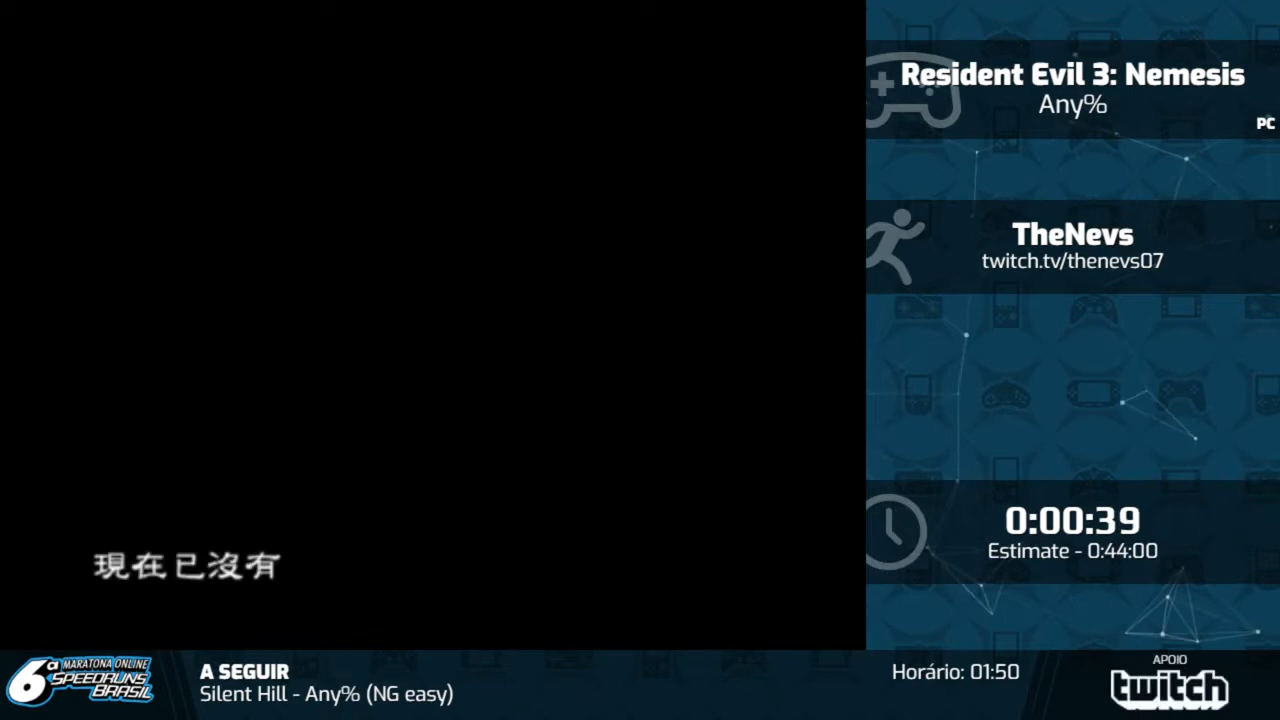 Resident Evil 3: Nemesis
Any%
PC
TheNevs
twitch.tv/thenevs07
0:00:39
Estimate - 0:44:00
現在已沒有
6ª MARATONA ONLINE
SPEEDRUNS
BRASIL
A SEGUIR
Silent Hill - Any% (NG easy)
Horário: 01:50
APOIO
twitch